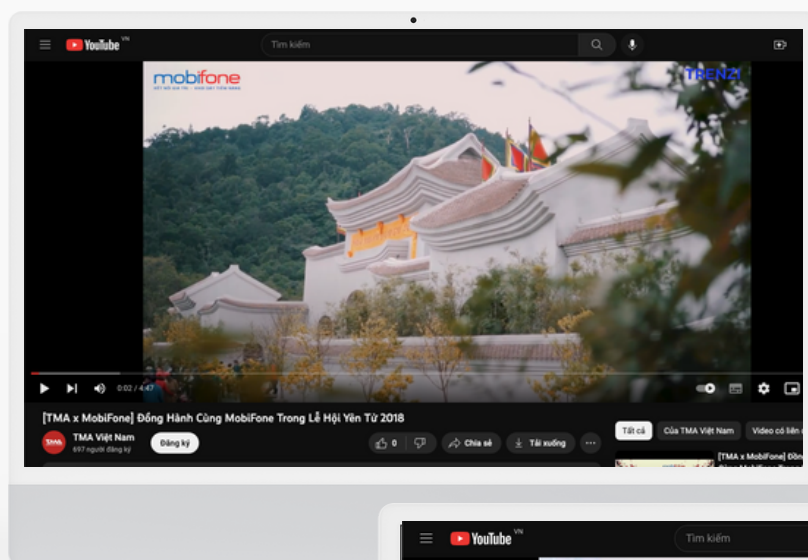 YouTube VN
Tìm kiếm
mobifone
TRENZI
0:02 / 4:47
[TMA x MobiFone] Đồng Hành Cùng MobiFone Trong Lễ Hội Yên Tử 2018
TMA
TMA Việt Nam
697 người đăng ký
Đăng ký
0
Chia sẻ
Tải xuống
Tất cả
Của TMA Việt Nam
Video có liên
[TMA x MobiFone] Đồn
YouTube VN
Tìm kiếm